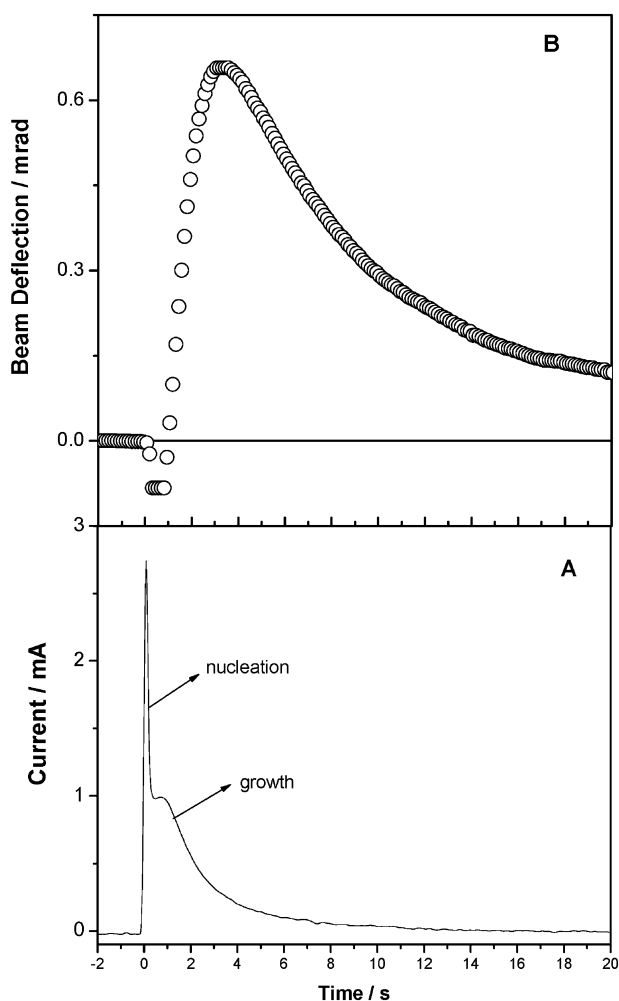 B
Beam Deflection / mrad
0.6
0.3
0.0
3
A
Current / mA
2
1
0
nucleation
growth
-2 0 2 4 6 8 10 12 14 16 18 20
Time / s